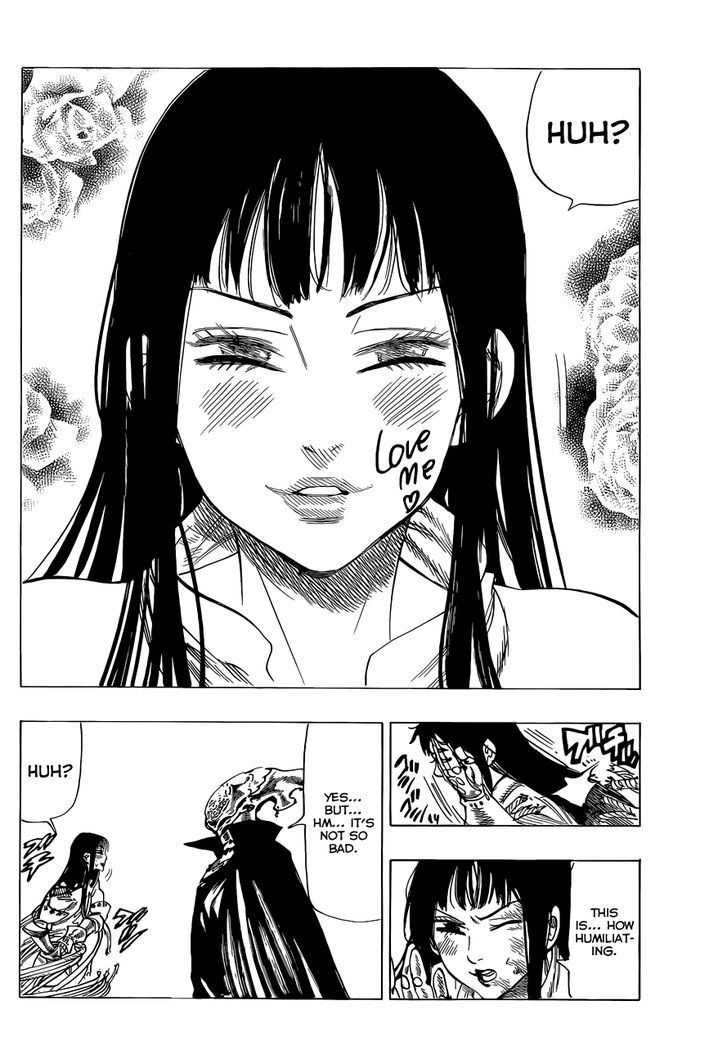 HUH?
Love
Me
♡
THIS
IS... HOW
HUMILIAT-
ING.
YES...
BUT...
HM... IT'S
NOT SO
BAD.
HUH?